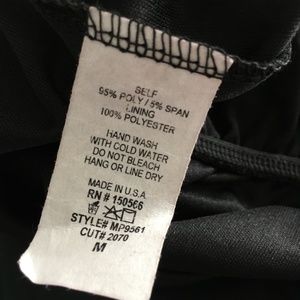 SELF
95% POLY / 5% SPAN
LINING
100% POLYESTER
HAND WASH
WITH COLD WATER
DO NOT BLEACH
HANG OR LINE DRY
MADE IN U.S.A
RN # 150566
STYLE# MP9561
CUT# 2070
M